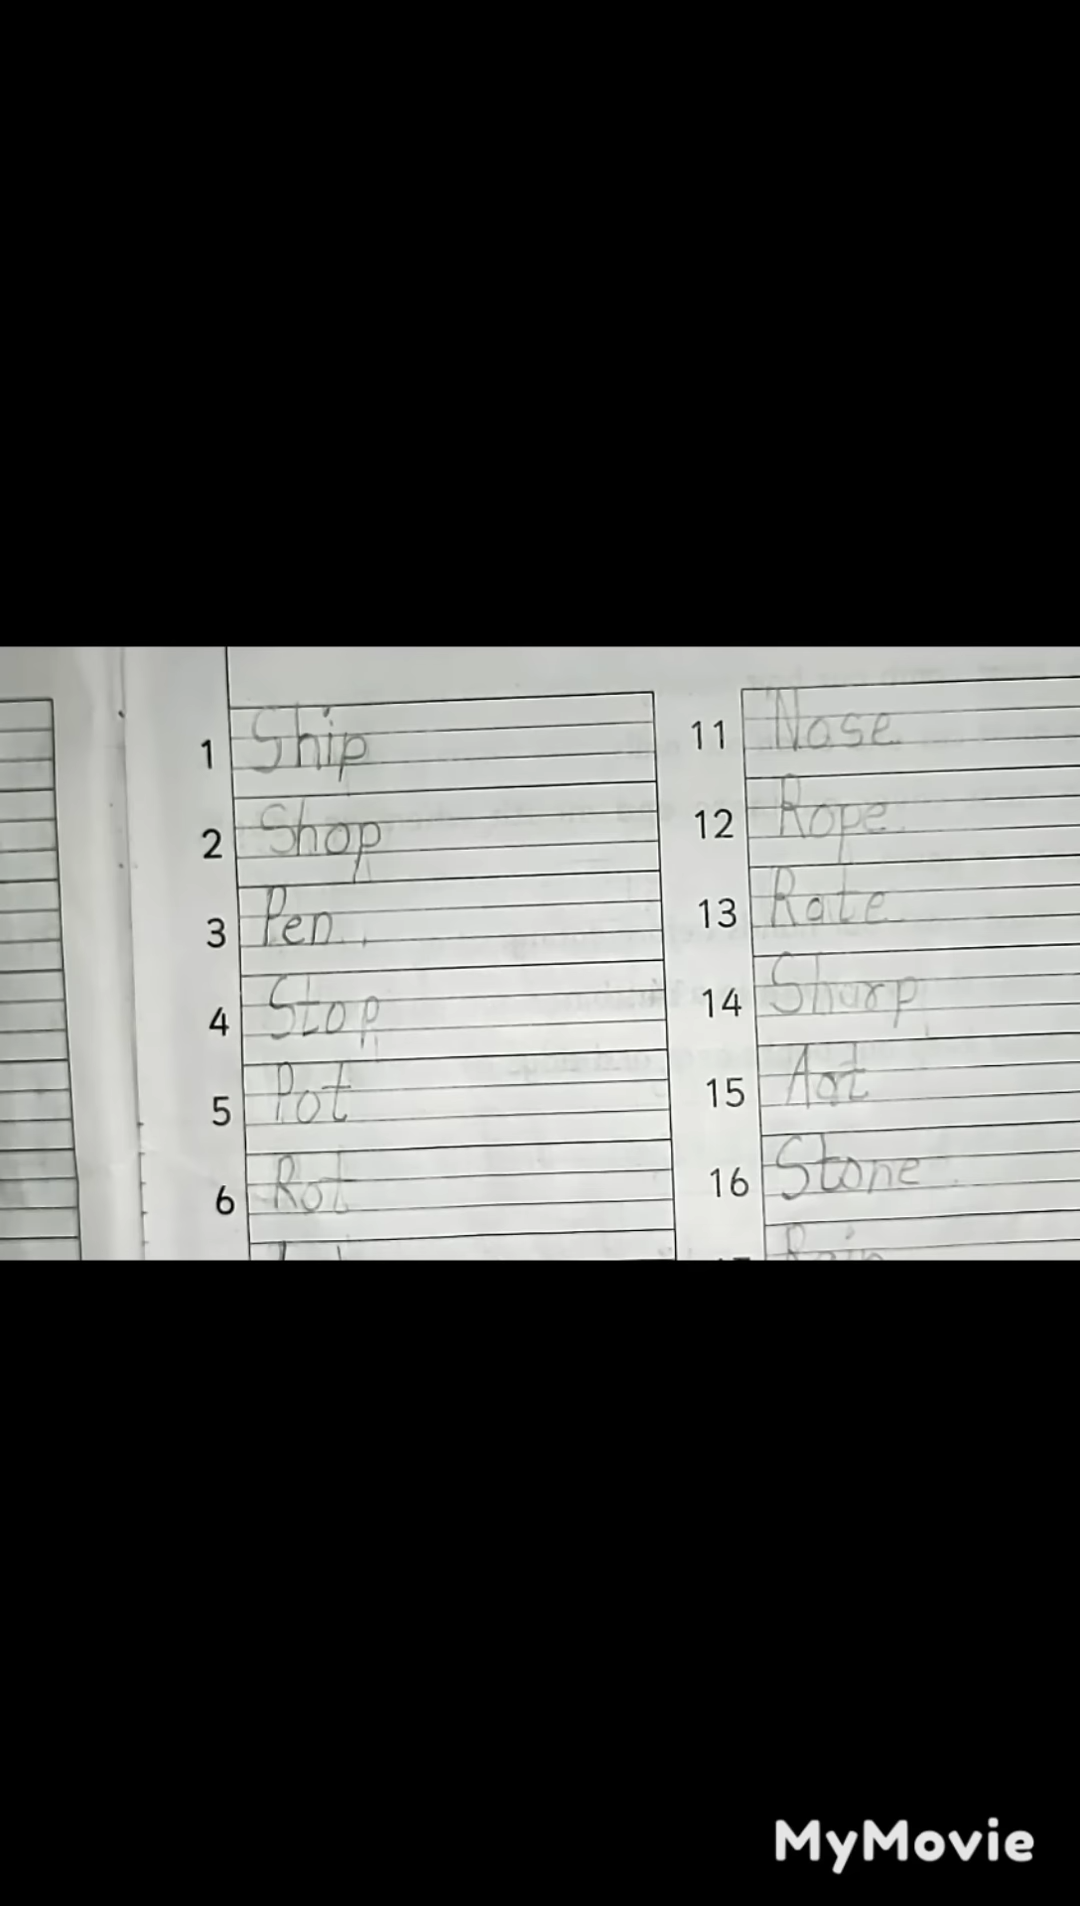 1 Ship
2 Shop
3 Pen.
4 Stop
5 Pot
6 Rot
11 Nose
12 Rope
13 Rate
14 Sharp
15 Art
16 Stone
MyMovie